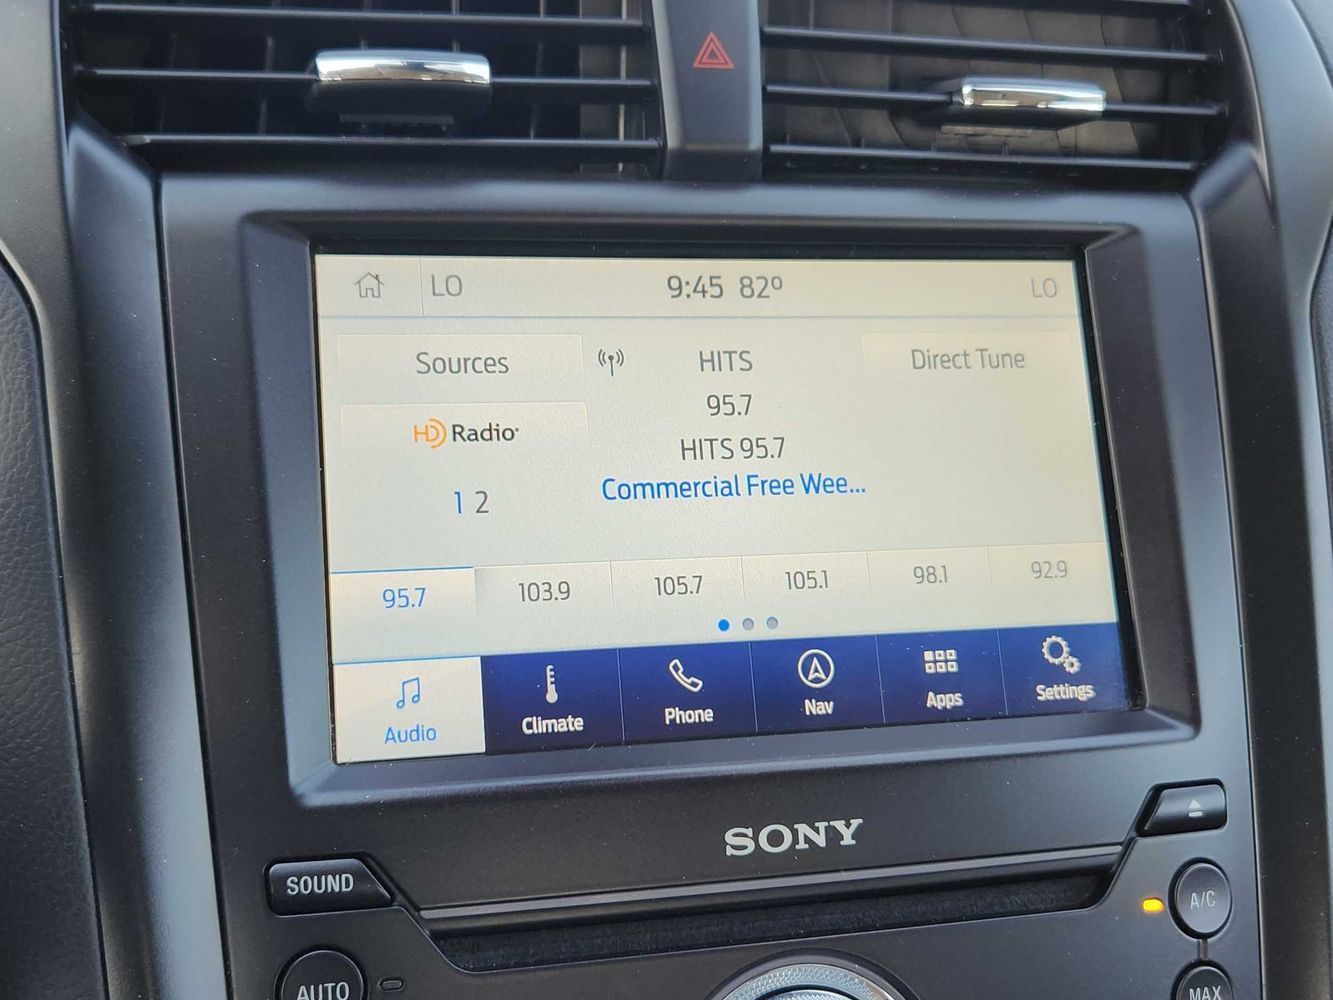 LO 9:45 82º LO
Sources HITS Direct Tune
95.7
HD Radio
HITS 95.7
Commercial Free Wee...
1 2
95.7 103.9 105.7 105.1 98.1 92.9
Audio Climate Phone Nav Apps Settings
SONY
SOUND
A/C
AUTO
MAX